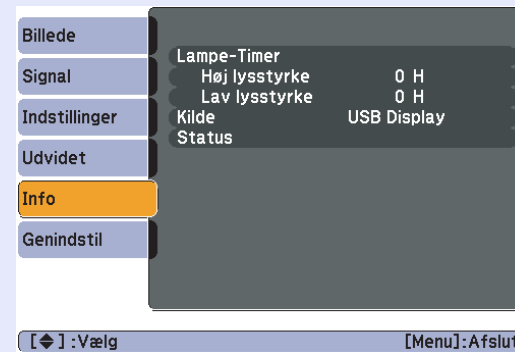 Billede
Signal
Indstillinger
Udvidet
Info
Genindstil
Lampe-Timer
Høj lysstyrke 0 H
Lav lysstyrke 0 H
Kilde USB Display
Status
[◆] :Vælg [Menu]:Afslut